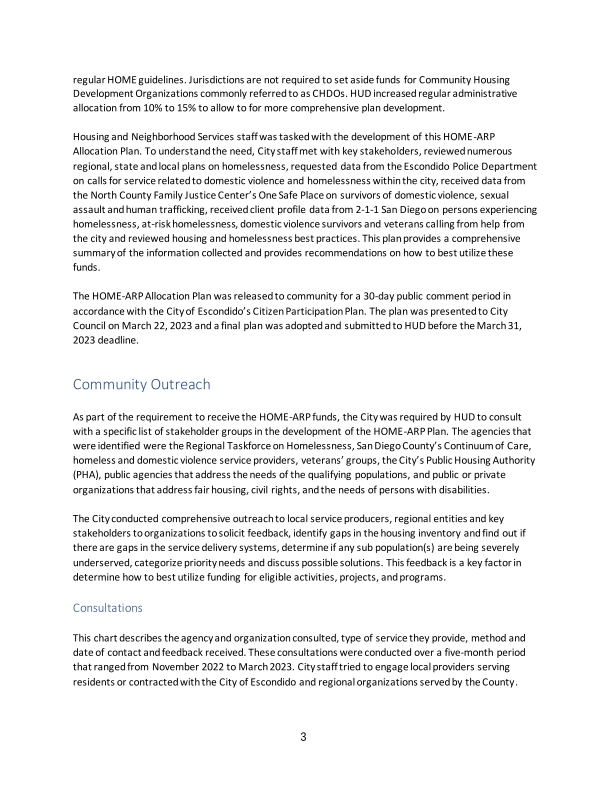 regular HOME guidelines. Jurisdictions are not required to set aside funds for Community Housing
Development Organizations commonly referred to as CHDOs. HUD increased regular administrative
allocation from 10% to 15% to allow to for more comprehensive plan development.
Housing and Neighborhood Services staff was tasked with the development of this HOME-ARP
Allocation Plan. To understand the need, City staff met with key stakeholders, reviewed numerous
regional, state and local plans on homelessness, requested data from the Escondido Police Department
on calls for service related to domestic violence and homelessness within the city, received data from
the North County Family Justice Center's One Safe Place on survivors of domestic violence, sexual
assault and human trafficking, received client profile data from 2-1-1 San Diego on persons experiencing
homelessness, at-risk homelessness, domestic violence survivors and veterans calling from help from
the city and reviewed housing and homelessness best practices. This plan provides a comprehensive
summary of the information collected and provides recommendations on how to best utilize these
funds.
The HOME-ARP Allocation Plan was released to community for a 30-day public comment period in
accordance with the City of Escondido's Citizen Participation Plan. The plan was presented to City
Council on March 22, 2023 and a final plan was adopted and submitted to HUD before the March 31,
2023 deadline.
Community Outreach
As part of the requirement to receive the HOME-ARP funds, the City was required by HUD to consult
with a specific list of stakeholder groups in the development of the HOME-ARP Plan. The agencies that
were identified were the Regional Taskforce on Homelessness, San Diego County's Continuum of Care,
homeless and domestic violence service providers, veterans' groups, the City's Public Housing Authority
(PHA), public agencies that address the needs of the qualifying populations, and public or private
organizations that address fair housing, civil rights, and the needs of persons with disabilities.
The City conducted comprehensive outreach to local service producers, regional entities and key
stakeholders to organizations to solicit feedback, identify gaps in the housing inventory and find out if
there are gaps in the service delivery systems, determine if any sub population(s) are being severely
underserved, categorize priority needs and discuss possible solutions. This feedback is a key factor in
determine how to best utilize funding for eligible activities, projects, and programs.
Consultations
This chart describes the agency and organization consulted, type of service they provide, method and
date of contact and feedback received. These consultations were conducted over a five-month period
that ranged from November 2022 to March 2023. City staff tried to engage local providers serving
residents or contracted with the City of Escondido and regional organizations served by the County.
3